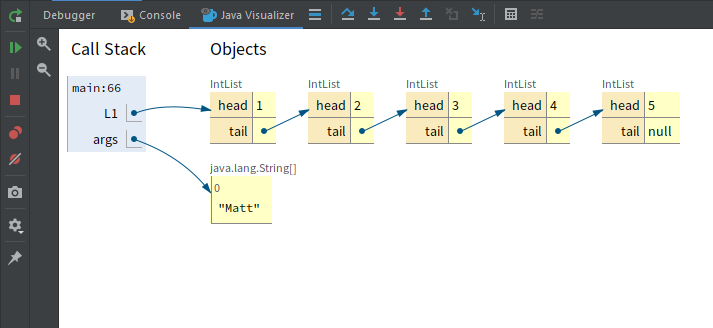 Debugger Console Java Visualizer
Call Stack Objects
main:66
L1
args
IntList IntList IntList IntList IntList
head 1 head 2 head 3 head 4 head 5
tail tail tail tail tail null
java.lang.String[]
0
"Matt"